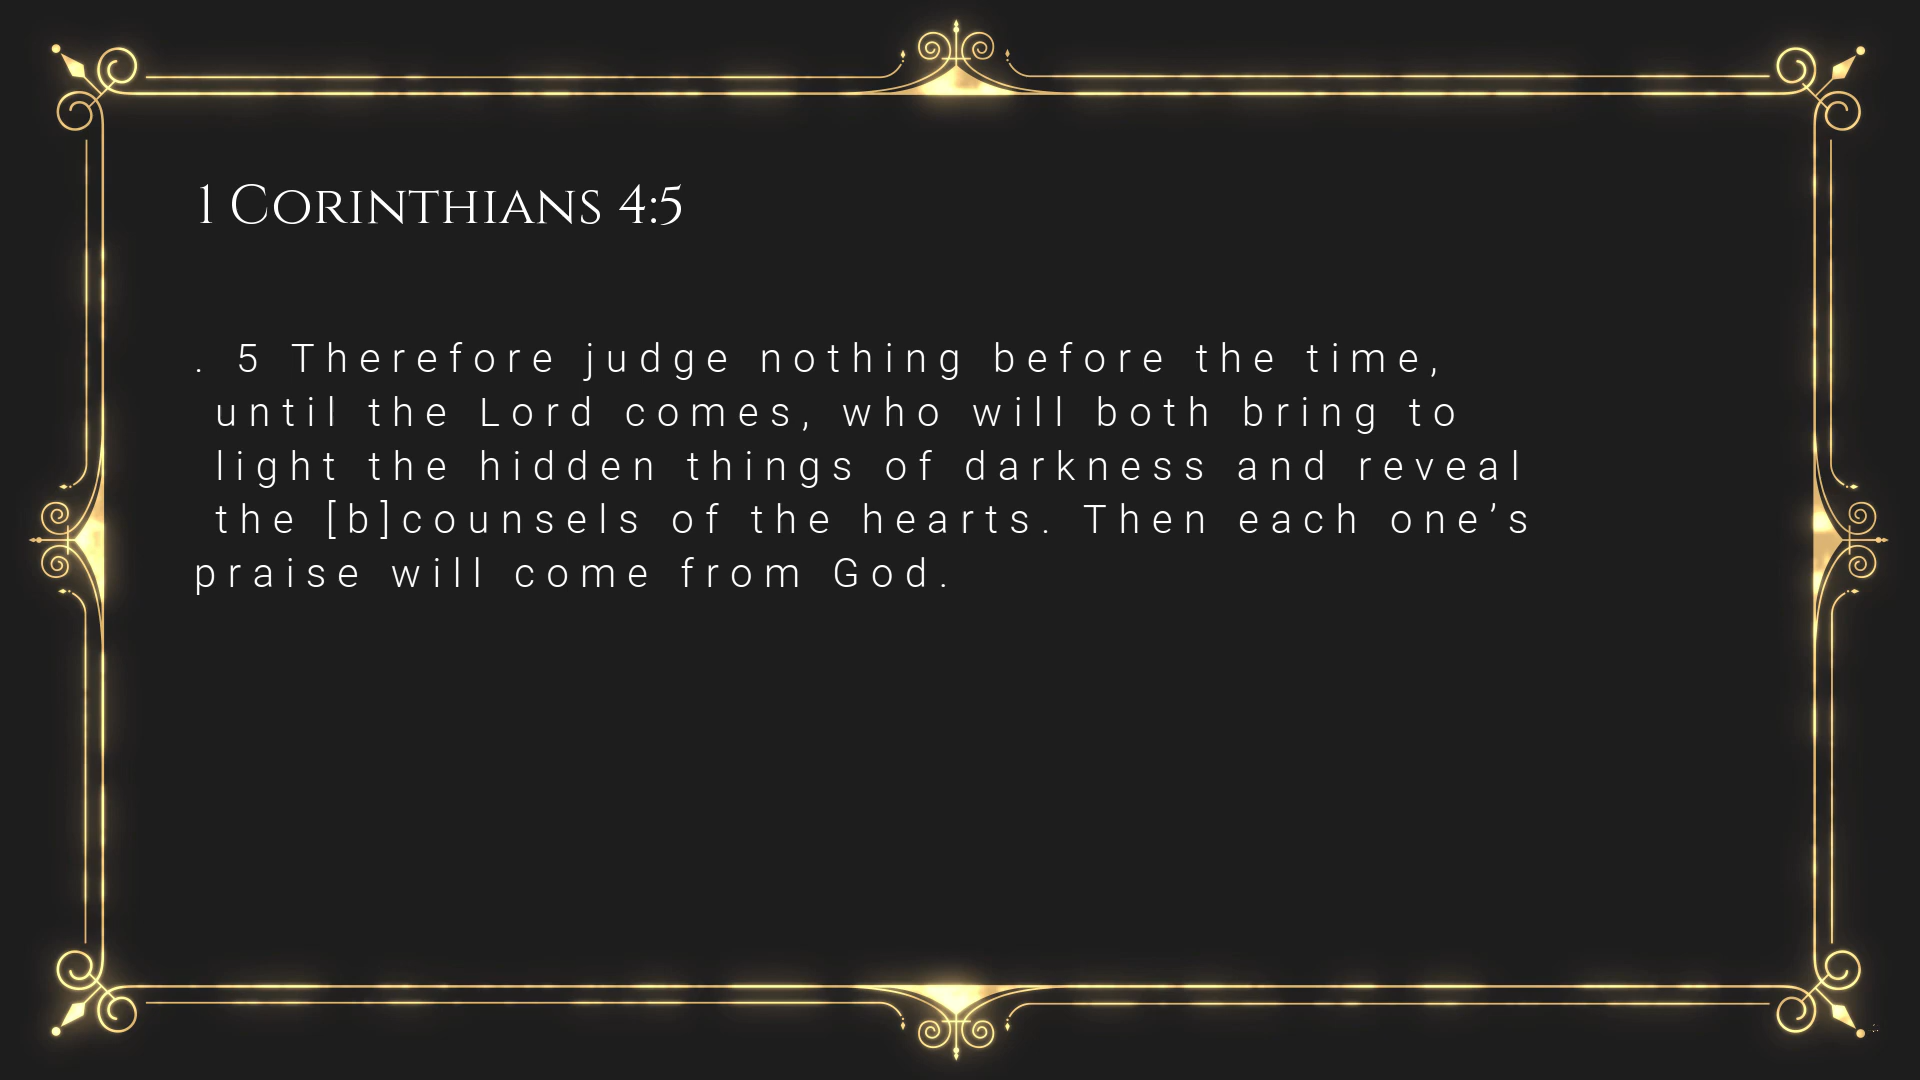 1 Corinthians 4:5
. 5 Therefore judge nothing before the time,
until the Lord comes, who will both bring to
light the hidden things of darkness and reveal
the [b]counsels of the hearts. Then each one’s
praise will come from God.